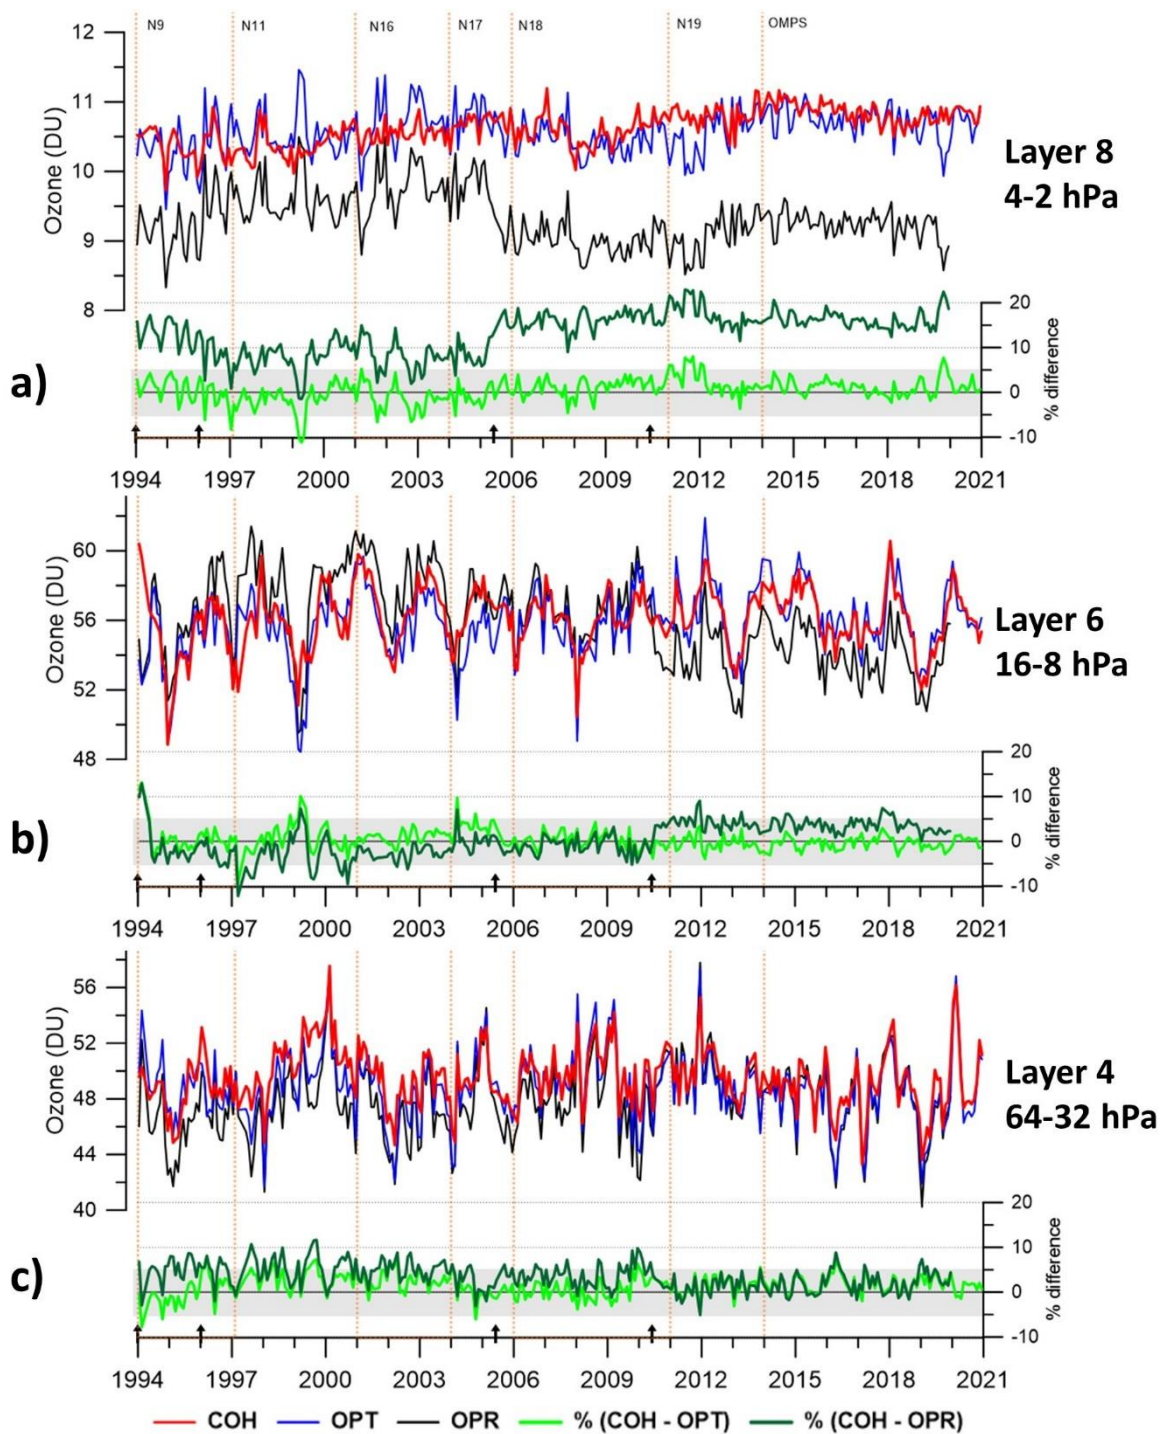 N9 N11 N16 N17 N18 N19 OMPS
12
11
10
9
8
Ozone (DU)
Layer 8
4-2 hPa
20
10
0
-10
% difference
a)
1994 1997 2000 2003 2006 2009 2012 2015 2018 2021
60
56
52
48
Ozone (DU)
Layer 6
16-8 hPa
20
10
0
-10
% difference
b)
1994 1997 2000 2003 2006 2009 2012 2015 2018 2021
56
52
48
44
40
Ozone (DU)
Layer 4
64-32 hPa
20
10
0
-10
% difference
c)
1994 1997 2000 2003 2006 2009 2012 2015 2018 2021
COH OPT OPR % (COH - OPT) % (COH - OPR)